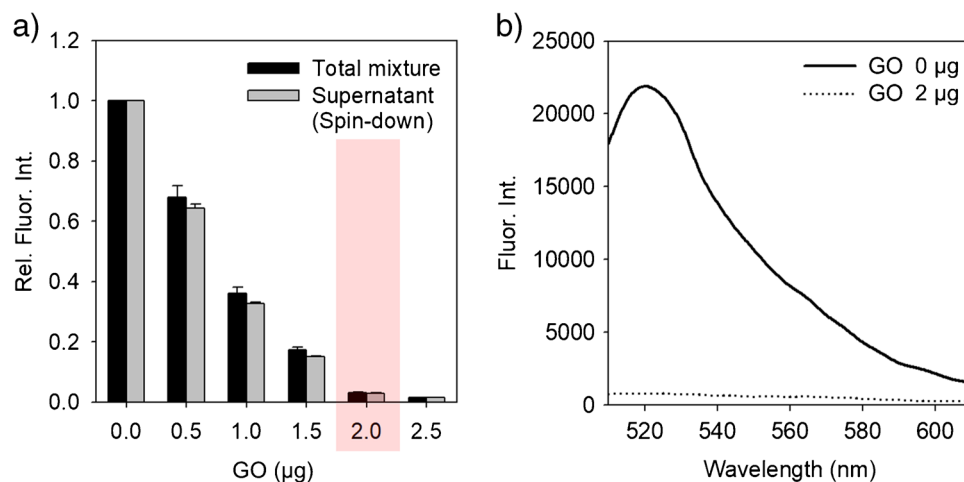 a)
1.2
1.0
0.8
0.6
0.4
0.2
0.0
Rel. Fluor. Int.
Total mixture
Supernatant
(Spin-down)
0.0 0.5 1.0 1.5 2.0 2.5
GO (µg)
b)
25000
20000
15000
10000
5000
0
Fluor. Int.
GO 0 µg
GO 2 µg
520 540 560 580 600
Wavelength (nm)